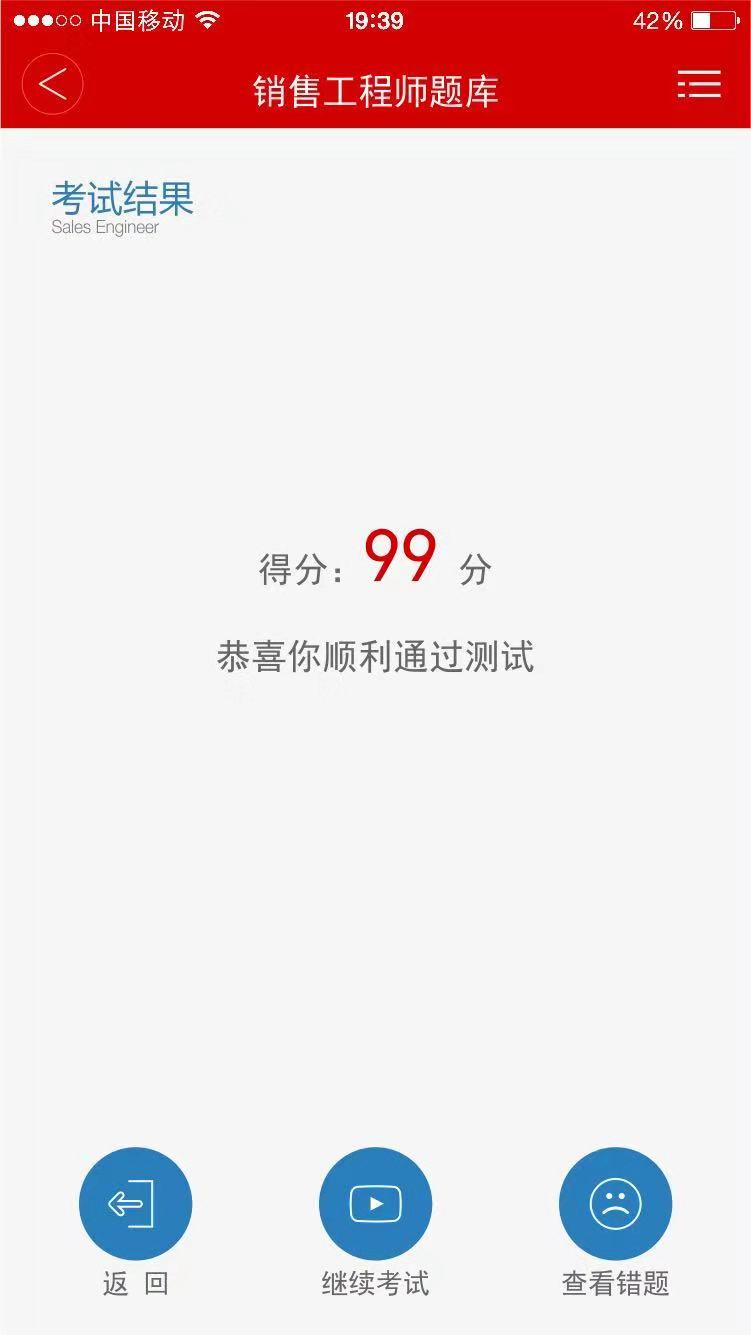 中国移动 19:39 42%
销售工程师题库
考试结果
Sales Engineer
得分：99 分
恭喜你顺利通过测试
返 回 继续考试 查看错题